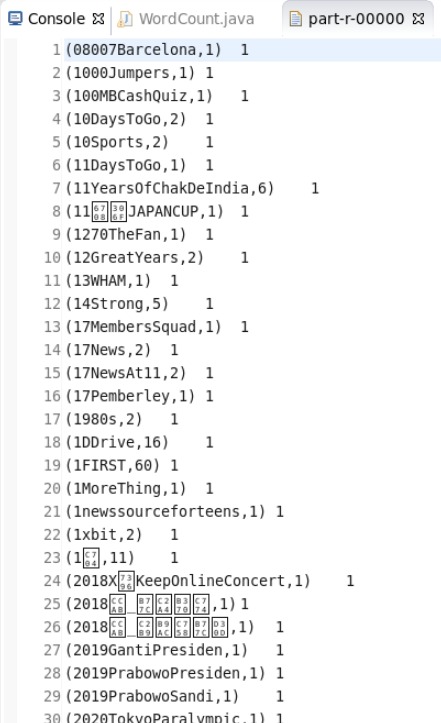 Console WordCount.java part-r-00000
1 (08007Barcelona,1) 1
2 (1000Jumpers,1) 1
3 (100MBCashQuiz,1) 1
4 (10DaysToGo,2) 1
5 (10Sports,2) 1
6 (11DaysToGo,1) 1
7 (11YearsOfChakDeIndia,6) 1
8 (11 JAPANCUP,1) 1
9 (1270TheFan,1) 1
10 (12GreatYears,2) 1
11 (13WHAM,1) 1
12 (14Strong,5) 1
13 (17MembersSquad,1) 1
14 (17News,2) 1
15 (17NewsAt11,2) 1
16 (17Pemberley,1) 1
17 (1980s,2) 1
18 (1DDrive,16) 1
19 (1FIRST,60) 1
20 (1MoreThing,1) 1
21 (1newssourceforteens,1) 1
22 (1xbit,2) 1
23 (1 ,11) 1
24 (2018X KeepOnlineConcert,1) 1
25 (2018 _ ,1) 1
26 (2018 _ ,1) 1
27 (2019GantiPresiden,1) 1
28 (2019PrabowoPresiden,1) 1
29 (2019PrabowoSandi,1) 1
30 (2020TokyoParalympic,1) 1